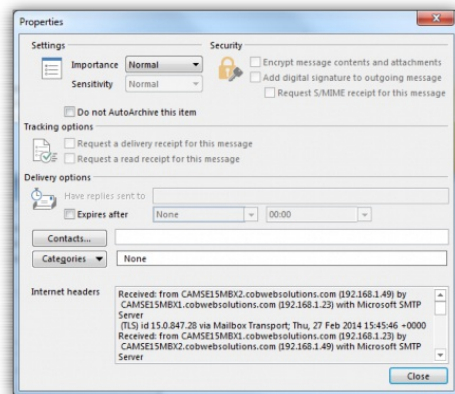 Properties
Settings
Security
Importance Normal
Encrypt message contents and attachments
Sensitivity Normal
Add digital signature to outgoing message
Request S/MIME receipt for this message
Do not AutoArchive this item
Tracking options
Request a delivery receipt for this message
Request a read receipt for this message
Delivery options
Have replies sent to
Expires after None 00:00
Contacts...
Categories None
Internet headers
Received: from CAMSE15MBX2.cobwebsolutions.com (192.168.1.49) by
CAMSE15MBX1.cobwebsolutions.com (192.168.1.23) with Microsoft SMTP
Server
(TLS) id 15.0.847.28 via Mailbox Transport; Thu, 27 Feb 2014 15:45:46 +0000
Received: from CAMSE15MBX1.cobwebsolutions.com (192.168.1.23) by
CAMSE15MBX2.cobwebsolutions.com (192.168.1.49) with Microsoft SMTP
Server
Close